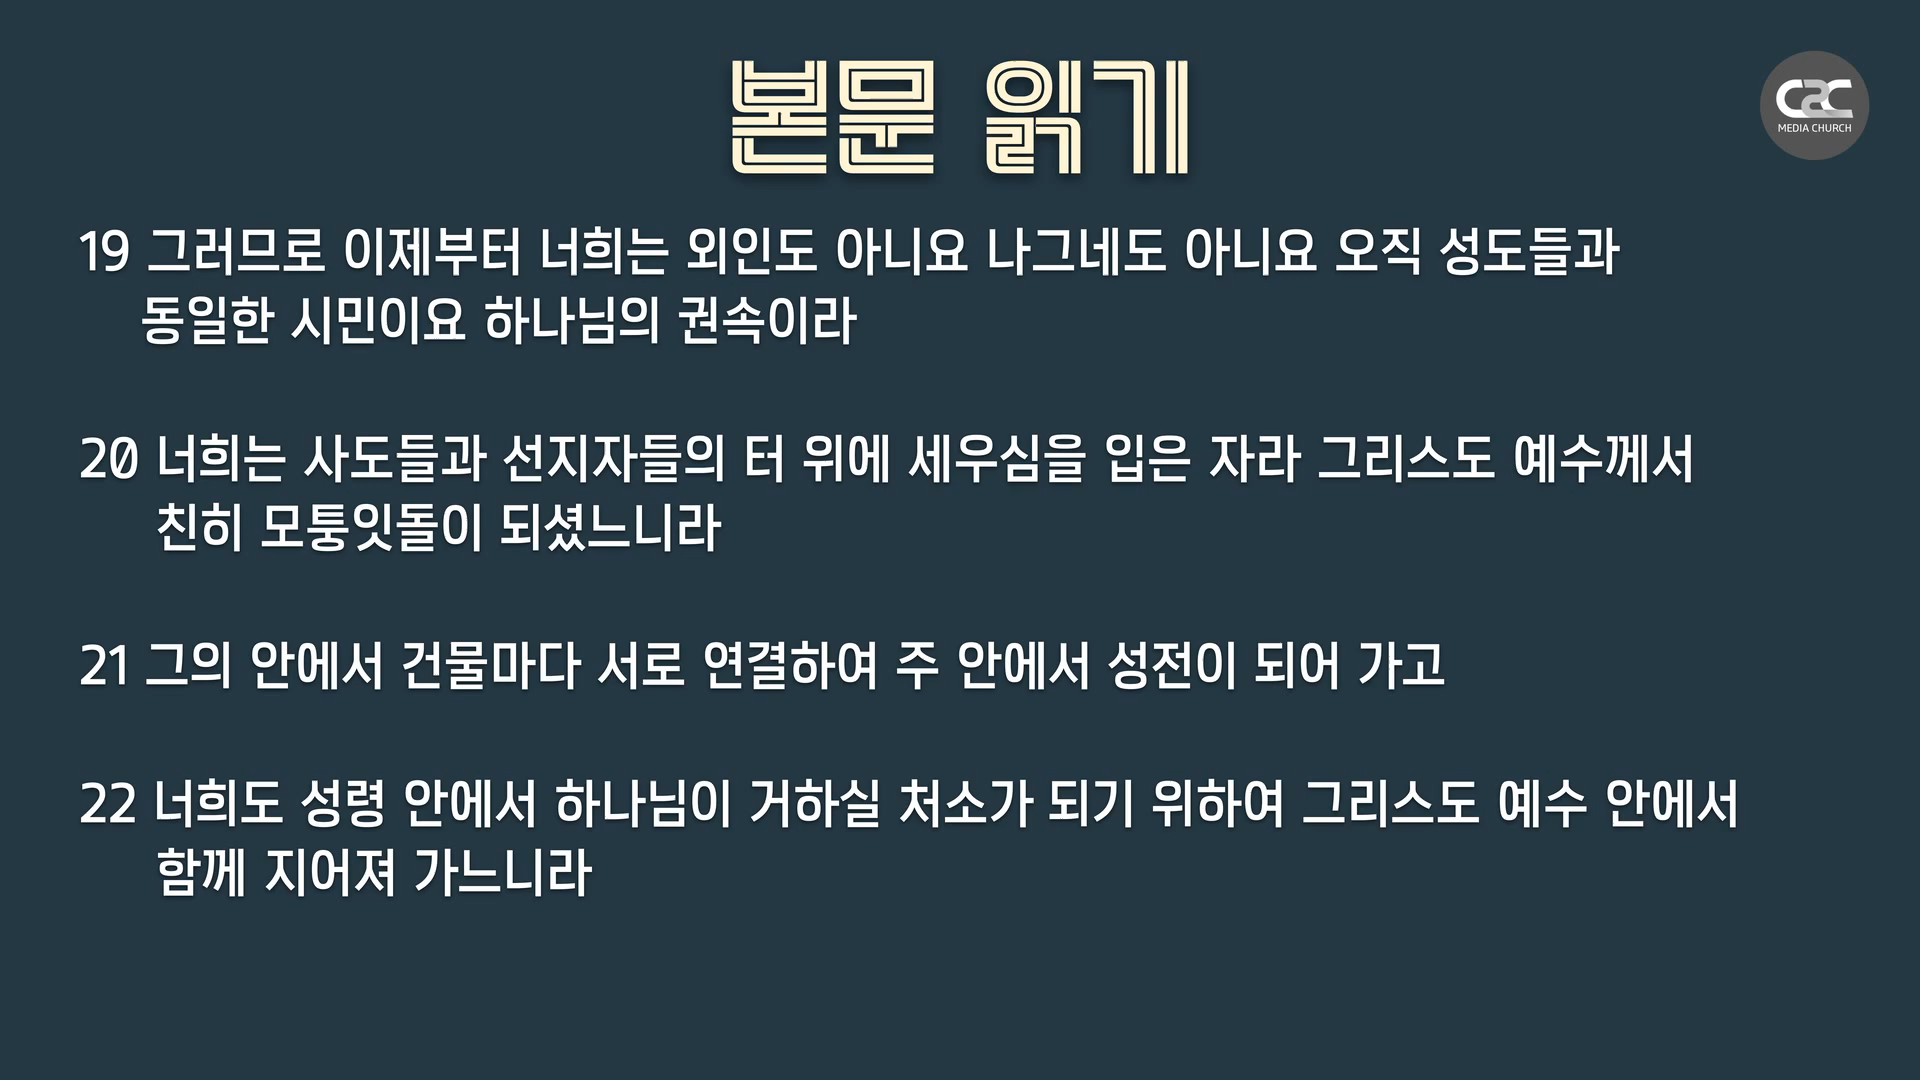 본문 읽기
C2C
MEDIA CHURCH
19 그러므로 이제부터 너희는 외인도 아니요 나그네도 아니요 오직 성도들과
동일한 시민이요 하나님의 권속이라
20 너희는 사도들과 선지자들의 터 위에 세우심을 입은 자라 그리스도 예수께서
친히 모퉁잇돌이 되셨느니라
21 그의 안에서 건물마다 서로 연결하여 주 안에서 성전이 되어 가고
22 너희도 성령 안에서 하나님이 거하실 처소가 되기 위하여 그리스도 예수 안에서
함께 지어져 가느니라